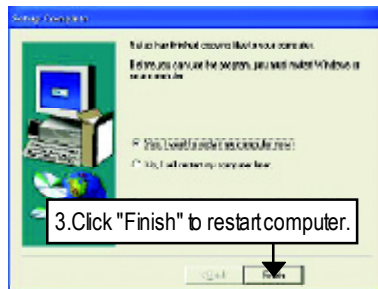 Setup Complete
Setup has finished copying files to your computer.
Before you can use the program, you must restart Windows or
your computer.
Yes, I want to restart my computer now.
No, I will restart my computer later.
3.Click "Finish" to restart computer.
< Back Finish